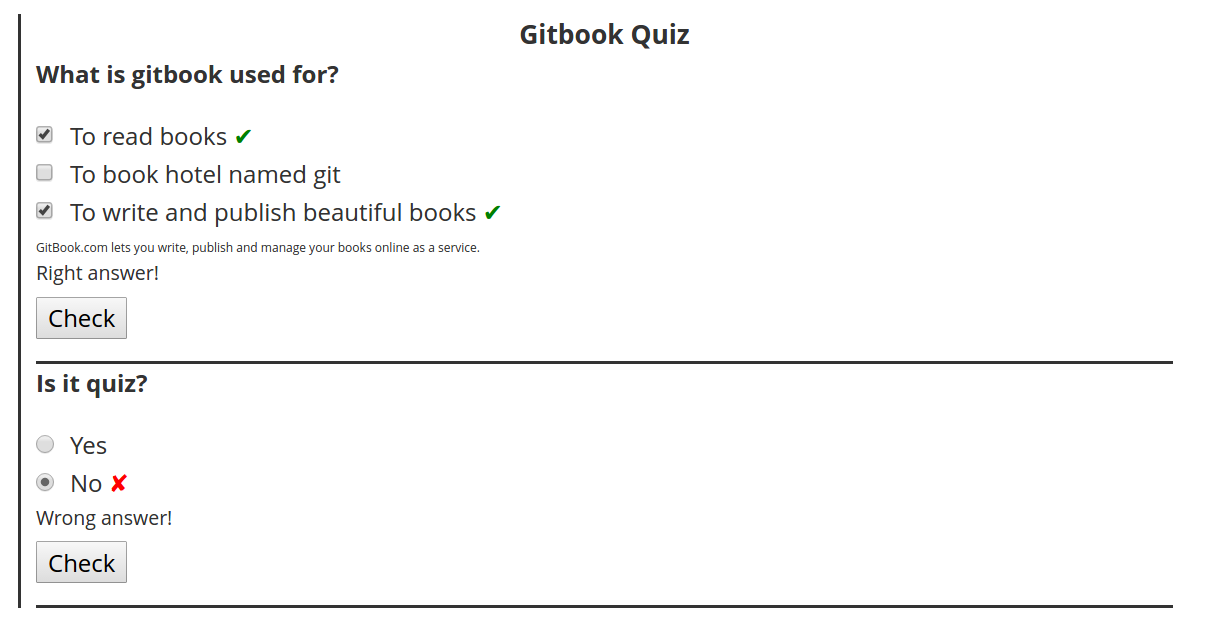 Gitbook Quiz
What is gitbook used for?
To read books ✔
To book hotel named git
To write and publish beautiful books ✔
GitBook.com lets you write, publish and manage your books online as a service.
Right answer!
Check
Is it quiz?
Yes
No ✘
Wrong answer!
Check